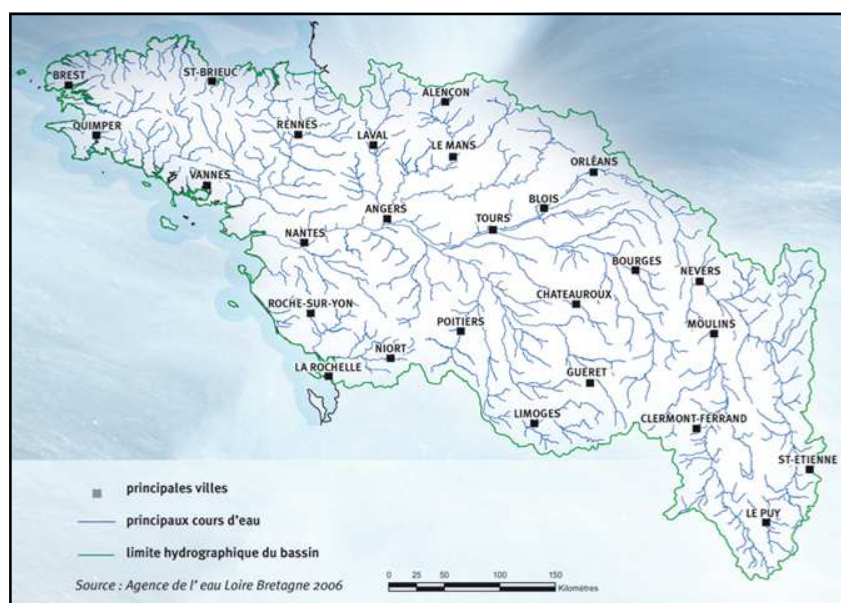 BREST
ST-BRIEUC
ALENÇON
QUIMPER
RENNES
LAVAL
LE MANS
ORLÉANS
VANNES
BLOIS
ANGERS
TOURS
NANTES
BOURGES
NEVERS
CHATEAUROUX
ROCHE-SUR-YON
POITIERS
MOULINS
NIORT
LA ROCHELLE
GUERET
LIMOGES
CLERMONT-FERRAND
ST-ETIENNE
LE PUY
principales villes
principaux cours d'eau
limite hydrographique du bassin
Source : Agence de l' eau Loire Bretagne 2006
0 25 50 100 150
Kilomètres